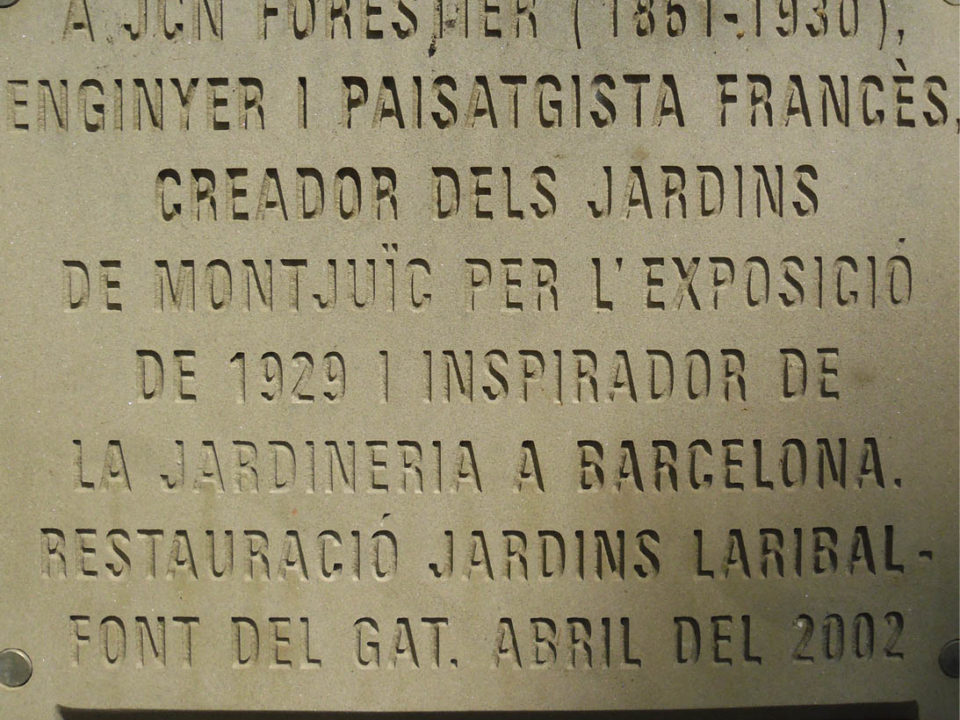 A JCN FORESTIER (1861-1930),
ENGINYER I PAISATGISTA FRANCÈS,
CREADOR DELS JARDINS
DE MONTJUÏC PER L'EXPOSICIÓ
DE 1929 I INSPIRADOR DE
LA JARDINERIA A BARCELONA.
RESTAURACIÓ JARDINS LARIBAL-
FONT DEL GAT. ABRIL DEL 2002